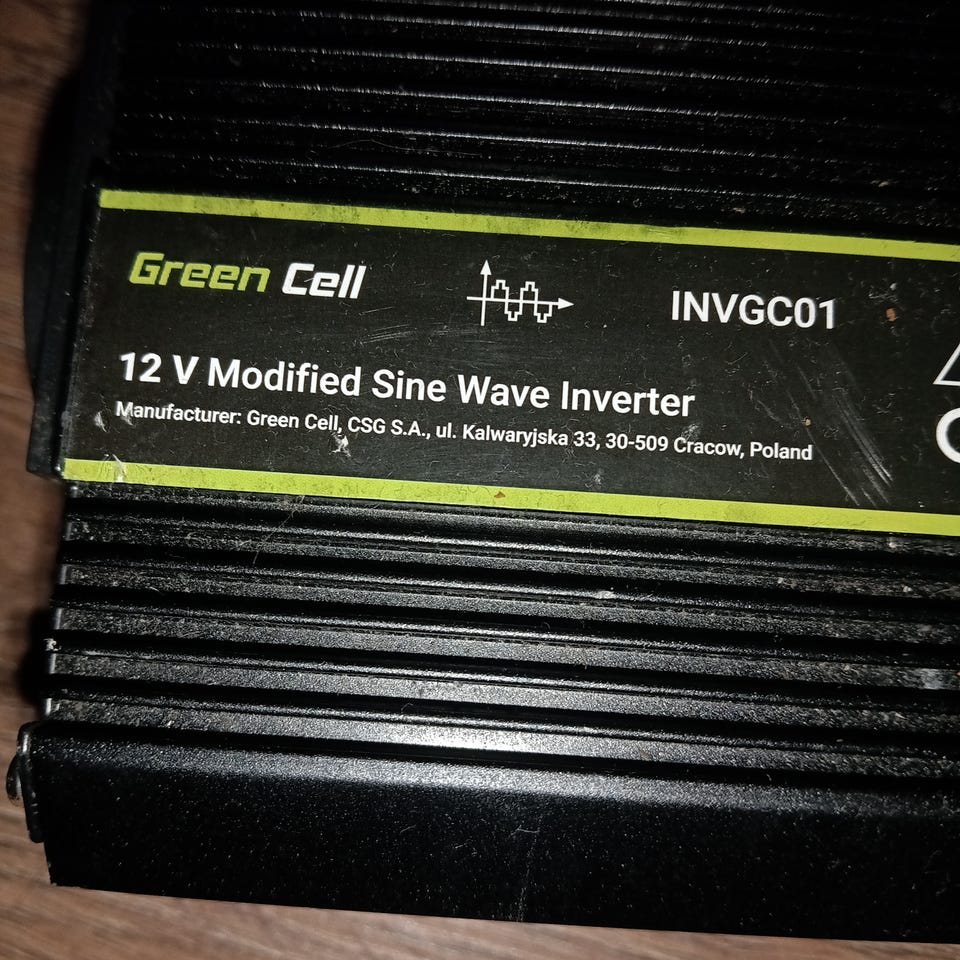 Green Cell
INVGC01
12 V Modified Sine Wave Inverter
Manufacturer: Green Cell, CSG S.A., ul. Kalwaryjska 33, 30-509 Cracow, Poland